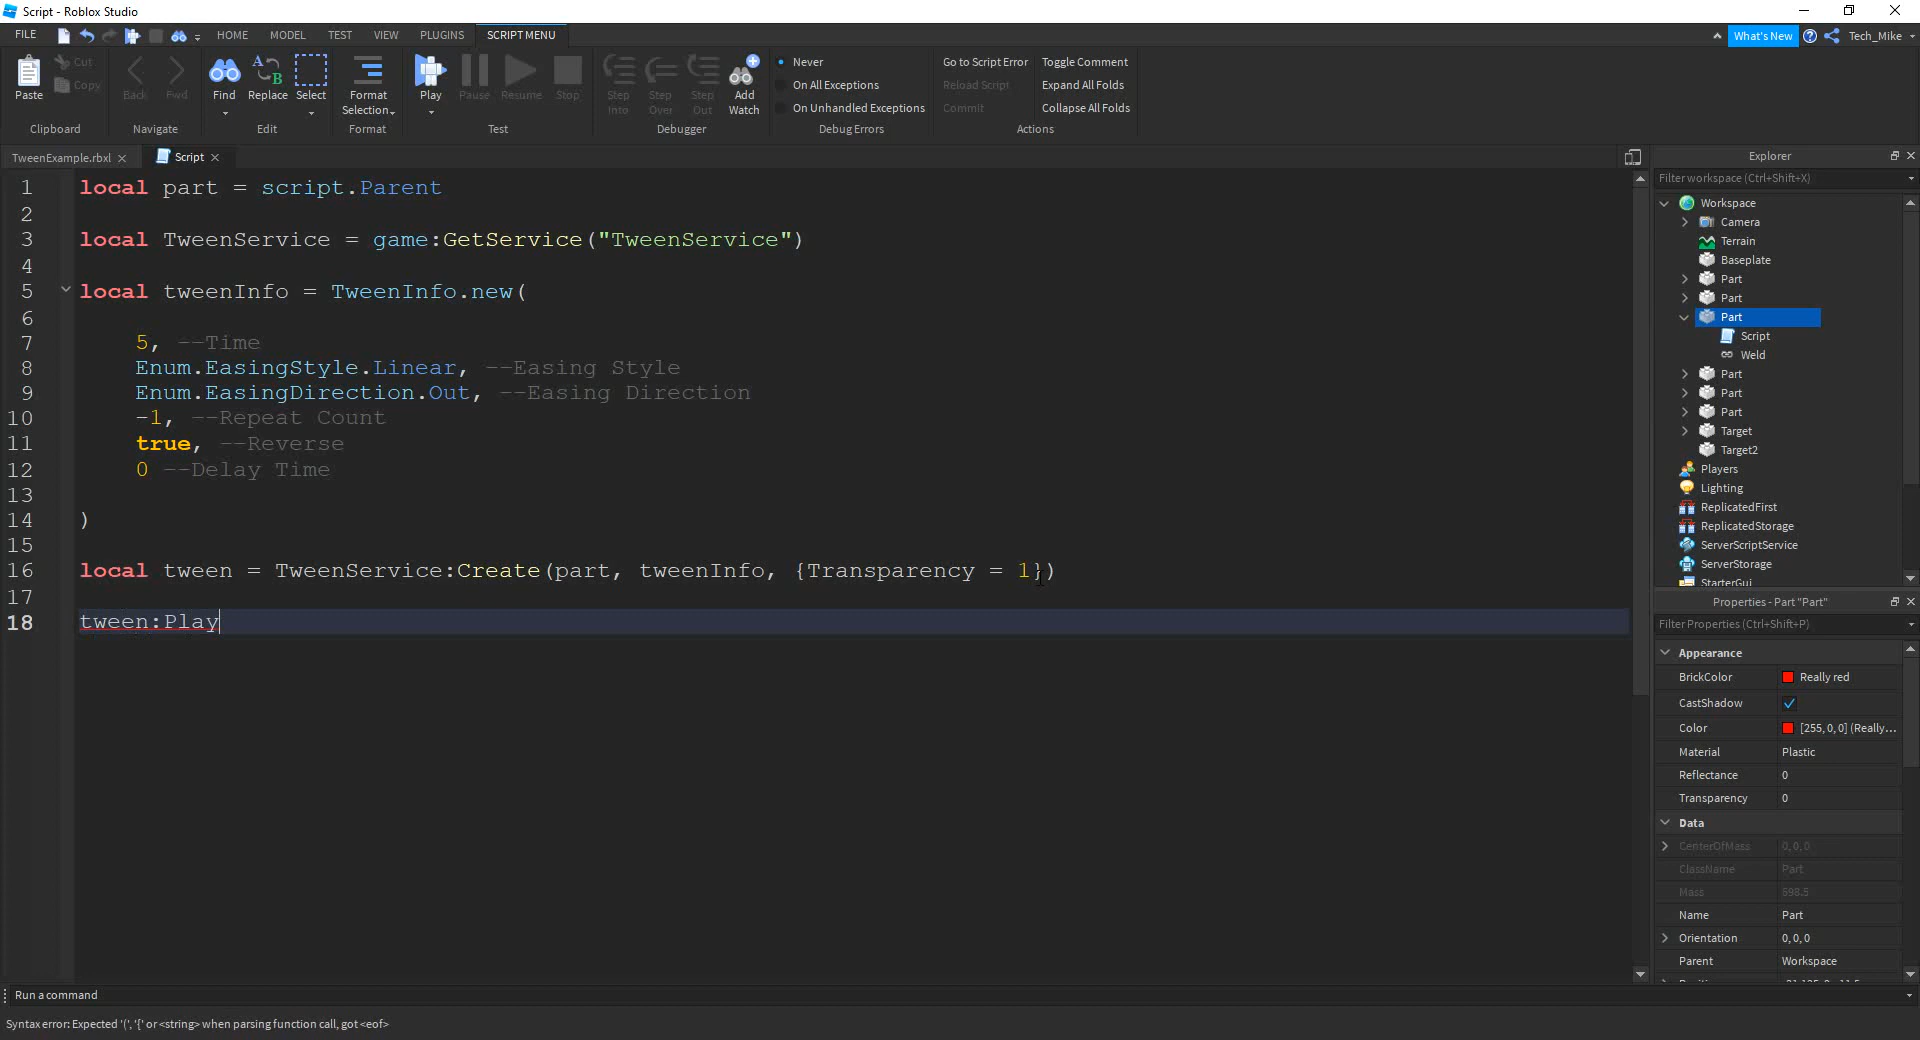 Script - Roblox Studio
FILE HOME MODEL TEST VIEW PLUGINS SCRIPT MENU What's New Tech_Mike
Paste Cut Copy
Clipboard
Back Fwd
Navigate
Find Replace Select
Edit
Format Selection
Format
Play Pause Resume Stop
Test
Step Into Step Over Step Out Add Watch
Debugger
Never
On All Exceptions
On Unhandled Exceptions
Debug Errors
Go to Script Error Toggle Comment
Reload Script Expand All Folds
Commit Collapse All Folds
Actions
TweenExample.rbxl Script
1 local part = script.Parent
2
3 local TweenService = game:GetService("TweenService")
4
5 local tweenInfo = TweenInfo.new(
6
7 5, --Time
8 Enum.EasingStyle.Linear, --Easing Style
9 Enum.EasingDirection.Out, --Easing Direction
10 -1, --Repeat Count
11 true, --Reverse
12 0 --Delay Time
13
14 )
15
16 local tween = TweenService:Create(part, tweenInfo, {Transparency = 1})
17
18 tween:Play
Explorer
Filter workspace (Ctrl+Shift+X)
Workspace
Camera
Terrain
Baseplate
Part
Part
Part
Script
Weld
Part
Part
Part
Target
Target2
Players
Lighting
ReplicatedFirst
ReplicatedStorage
ServerScriptService
ServerStorage
StarterGui
Properties - Part "Part"
Filter Properties (Ctrl+Shift+P)
Appearance
BrickColor Really red
CastShadow
Color [255, 0, 0] (Really...
Material Plastic
Reflectance 0
Transparency 0
Data
CenterOfMass 0, 0, 0
ClassName Part
Mass 598.5
Name Part
Orientation 0, 0, 0
Parent Workspace
Run a command
Syntax error: Expected '(', '{' or <string> when parsing function call, got <eof>